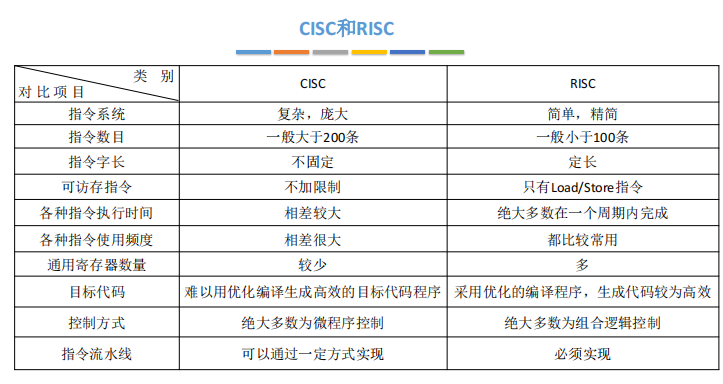 CISC和RISC
类 别
对比项目
CISC
RISC
指令系统
复杂，庞大
简单，精简
指令数目
一般大于200条
一般小于100条
指令字长
不固定
定长
可访存指令
不加限制
只有Load/Store指令
各种指令执行时间
相差较大
绝大多数在一个周期内完成
各种指令使用频度
相差很大
都比较常用
通用寄存器数量
较少
多
目标代码
难以用优化编译生成高效的目标代码程序
采用优化的编译程序，生成代码较为高效
控制方式
绝大多数为微程序控制
绝大多数为组合逻辑控制
指令流水线
可以通过一定方式实现
必须实现